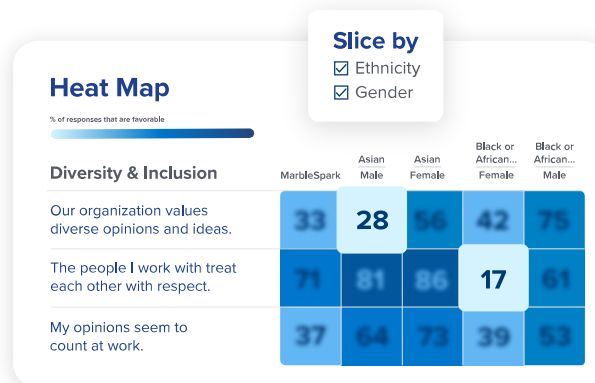 Slice by
Ethnicity
Gender
Heat Map
% of responses that are favorable
Diversity & Inclusion
MarbleSpark
Asian
Male
Asian
Female
Black or
African...
Female
Black or
African...
Male
Our organization values
diverse opinions and ideas.
33 28 56 42 75
The people I work with treat
each other with respect.
71 81 86 17 61
My opinions seem to
count at work.
37 64 73 39 53